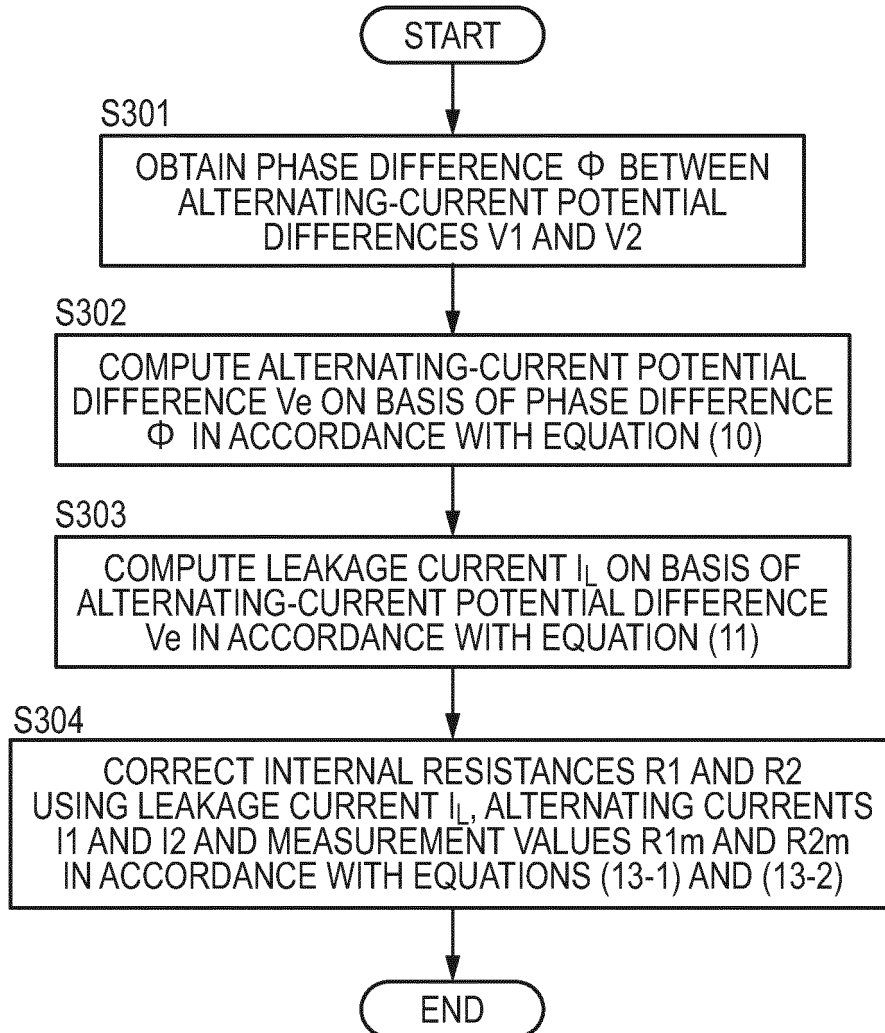 START
S301
OBTAIN PHASE DIFFERENCE Φ BETWEEN
ALTERNATING-CURRENT POTENTIAL
DIFFERENCES V1 AND V2
S302
COMPUTE ALTERNATING-CURRENT POTENTIAL
DIFFERENCE Ve ON BASIS OF PHASE DIFFERENCE
Φ IN ACCORDANCE WITH EQUATION (10)
S303
COMPUTE LEAKAGE CURRENT I_L ON BASIS OF
ALTERNATING-CURRENT POTENTIAL DIFFERENCE
Ve IN ACCORDANCE WITH EQUATION (11)
S304
CORRECT INTERNAL RESISTANCES R1 AND R2
USING LEAKAGE CURRENT I_L, ALTERNATING CURRENTS
I1 AND I2 AND MEASUREMENT VALUES R1m AND R2m
IN ACCORDANCE WITH EQUATIONS (13-1) AND (13-2)
END